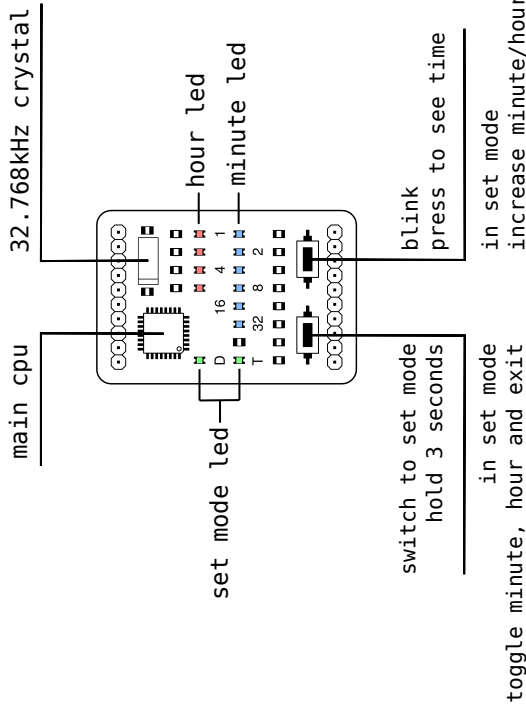 main cpu
32.768kHz crystal
hour led
set mode led
minute led
D 16 4 1
T 32 8 2
switch to set mode
hold 3 seconds
in set mode
toggle minute, hour and exit
blink
press to see time
in set mode
increase minute/hour